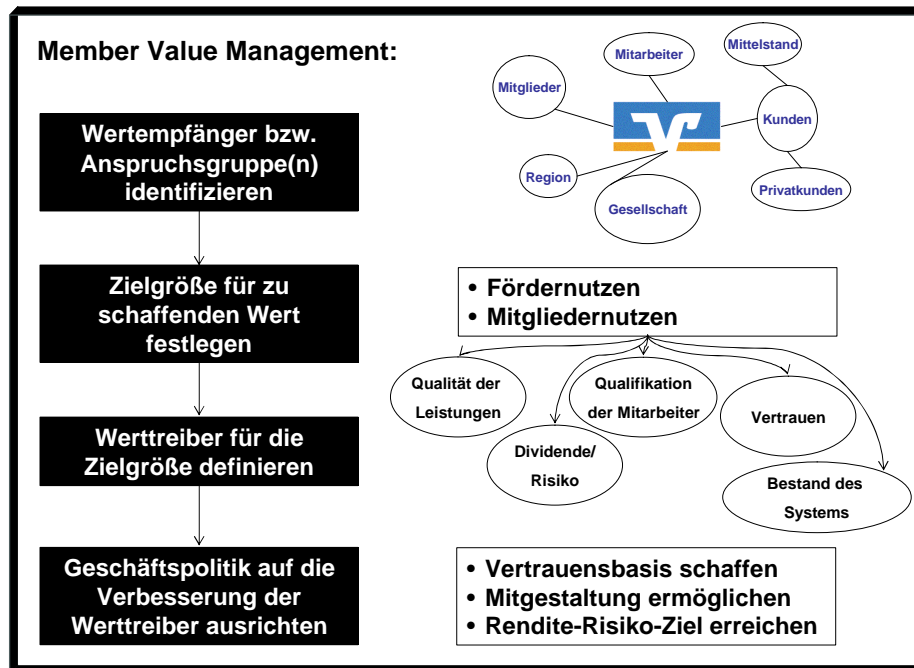 Member Value Management:
Mitglieder
Mitarbeiter
Mittelstand
Kunden
Privatkunden
Region
Gesellschaft
Wertempfänger bzw.
Anspruchsgruppe(n)
identifizieren
Zielgröße für zu
schaffenden Wert
festlegen
• Fördernutzen
• Mitgliedernutzen
Qualität der
Leistungen
Dividende/
Risiko
Qualifikation
der Mitarbeiter
Vertrauen
Bestand des
Systems
Werttreiber für die
Zielgröße definieren
Geschäftspolitik auf die
Verbesserung der
Werttreiber ausrichten
• Vertrauensbasis schaffen
• Mitgestaltung ermöglichen
• Rendite-Risiko-Ziel erreichen